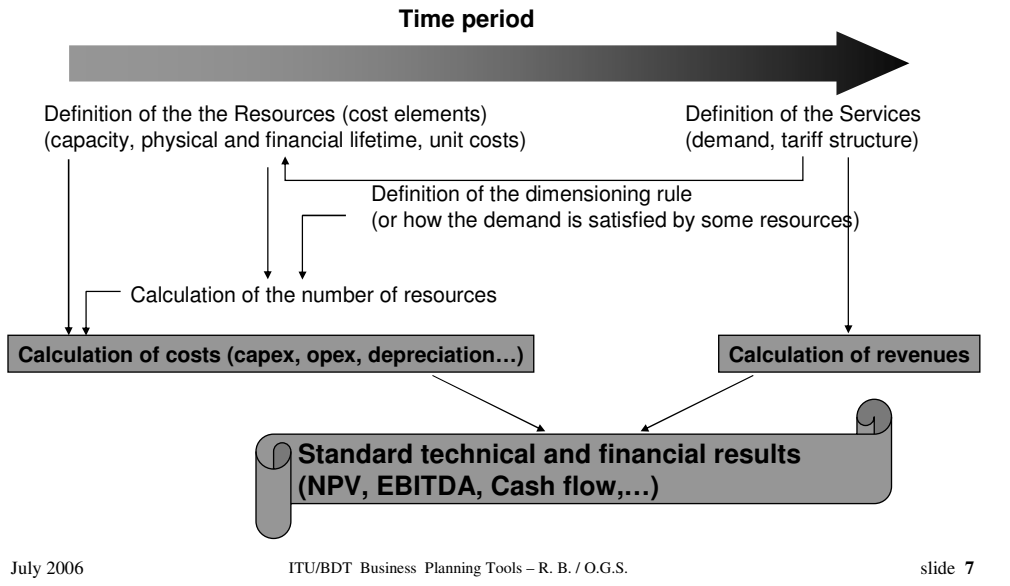 Time period
Definition of the the Resources (cost elements)
(capacity, physical and financial lifetime, unit costs)
Definition of the Services
(demand, tariff structure)
Definition of the dimensioning rule
(or how the demand is satisfied by some resources)
Calculation of the number of resources
Calculation of costs (capex, opex, depreciation…)
Calculation of revenues
Standard technical and financial results
(NPV, EBITDA, Cash flow,…)
July 2006
ITU/BDT Business Planning Tools – R. B. / O.G.S.
slide 7